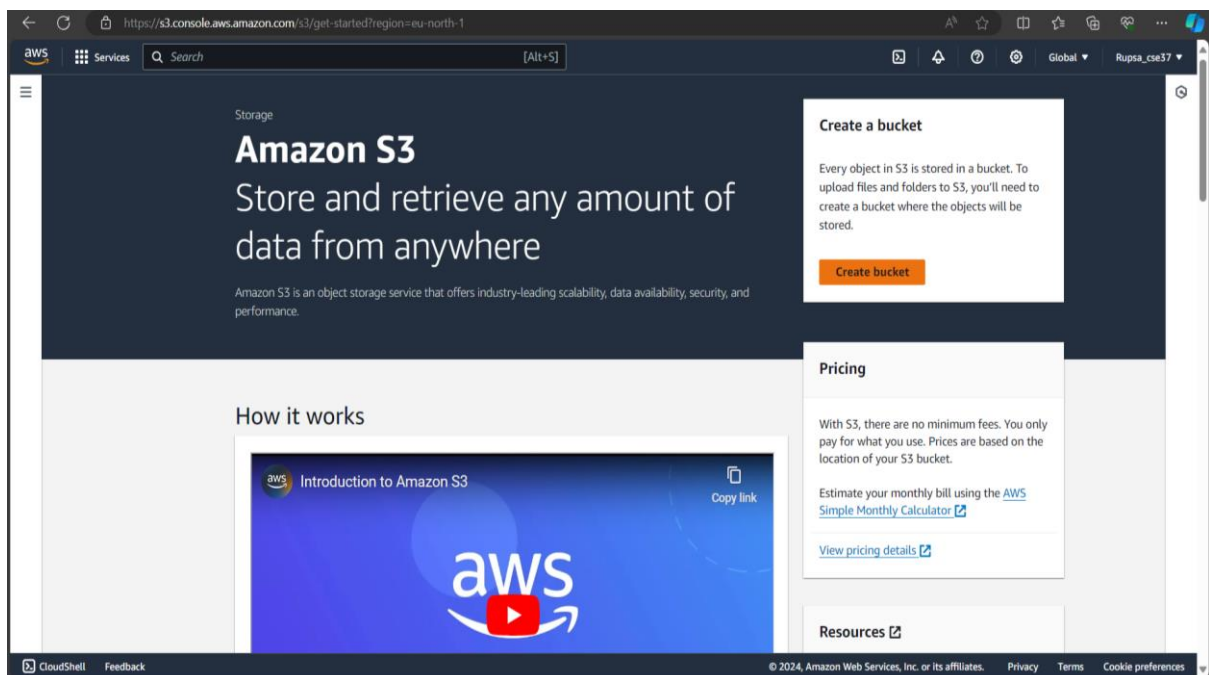 https://s3.console.aws.amazon.com/s3/get-started?region=eu-north-1
aws
Services
Search
[Alt+S]
Global
Rupsa_cse37
Storage
Amazon S3
Store and retrieve any amount of
data from anywhere
Amazon S3 is an object storage service that offers industry-leading scalability, data availability, security, and
performance.
Create a bucket
Every object in S3 is stored in a bucket. To
upload files and folders to S3, you'll need to
create a bucket where the objects will be
stored.
Create bucket
Pricing
With S3, there are no minimum fees. You only
pay for what you use. Prices are based on the
location of your S3 bucket.
Estimate your monthly bill using the AWS
Simple Monthly Calculator
View pricing details
Resources
How it works
aws
Introduction to Amazon S3
Copy link
aws
CloudShell
Feedback
© 2024, Amazon Web Services, Inc. or its affiliates.
Privacy
Terms
Cookie preferences